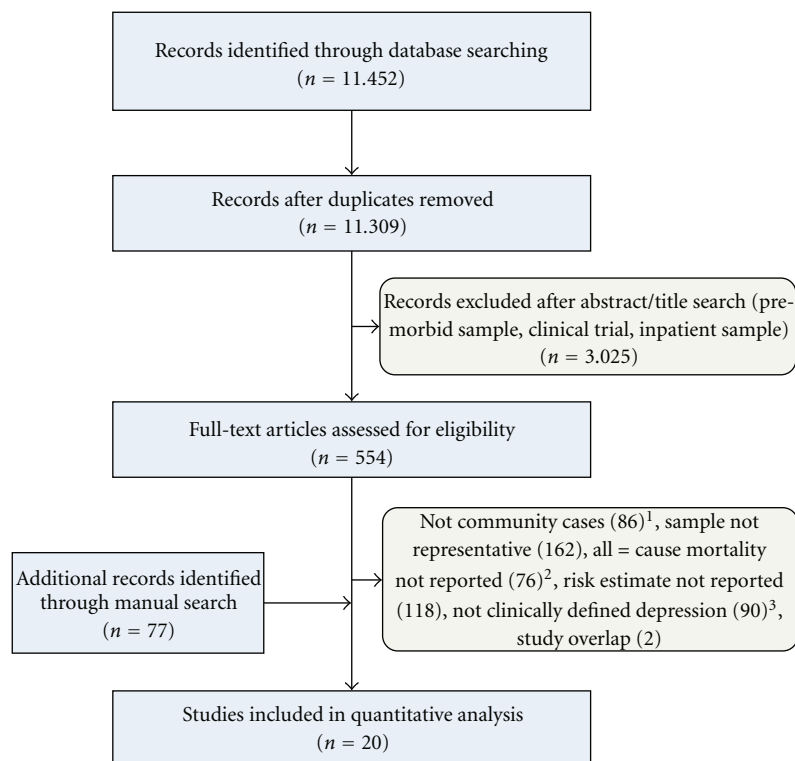 Records identified through database searching
(n = 11.452)
Records after duplicates removed
(n = 11.309)
Records excluded after abstract/title search (pre-
morbid sample, clinical trial, inpatient sample)
(n = 3.025)
Full-text articles assessed for eligibility
(n = 554)
Not community cases (86)¹, sample not
representative (162), all = cause mortality
not reported (76)², risk estimate not reported
(118), not clinically defined depression (90)³,
study overlap (2)
Additional records identified
through manual search
(n = 77)
Studies included in quantitative analysis
(n = 20)